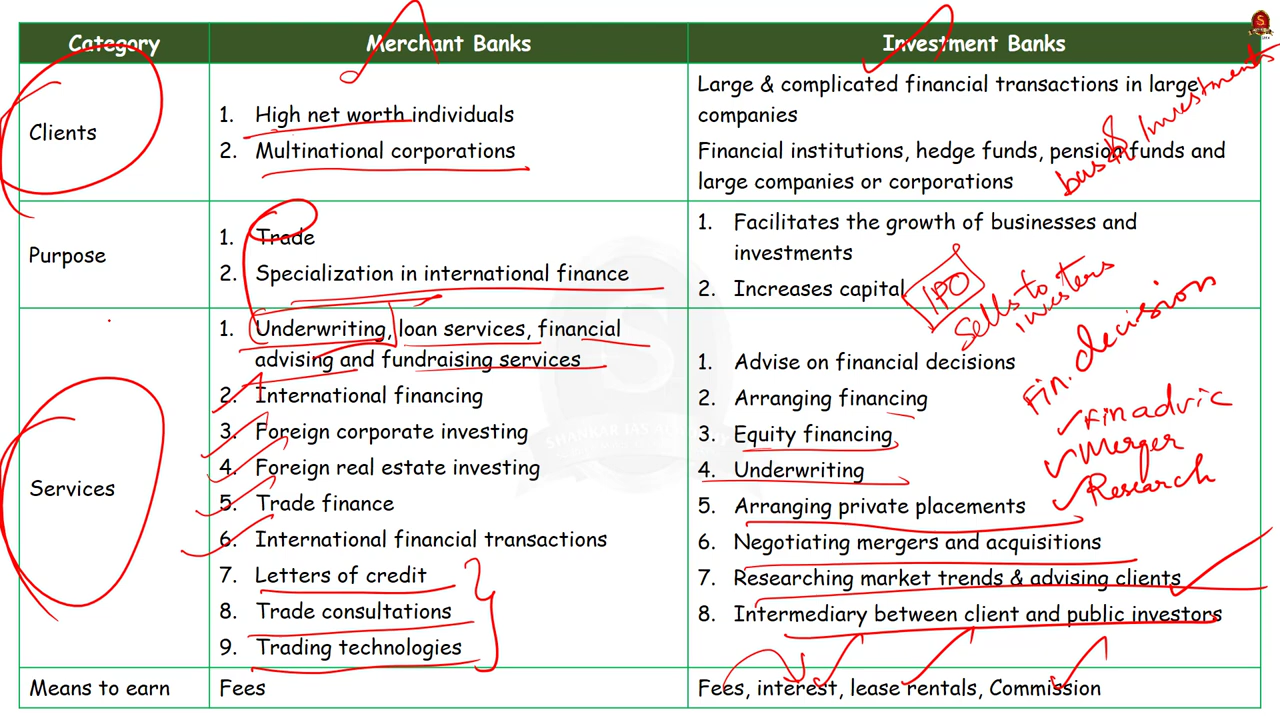 Category Merchant Banks Investment Banks
Clients
1. High net worth individuals
2. Multinational corporations
Large & complicated financial transactions in large
companies
Financial institutions, hedge funds, pension funds and
large companies or corporations
bus & Investments
Purpose
1. Trade
2. Specialization in international finance
1. Facilitates the growth of businesses and
investments
2. Increases capital
IPO
Sells to
investers
Services
1. Underwriting, loan services, financial
advising and fundraising services
2. International financing
3. Foreign corporate investing
4. Foreign real estate investing
5. Trade finance
6. International financial transactions
7. Letters of credit
8. Trade consultations
9. Trading technologies
1. Advise on financial decisions
2. Arranging financing
3. Equity financing
4. Underwriting
5. Arranging private placements
6. Negotiating mergers and acquisitions
7. Researching market trends & advising clients
8. Intermediary between client and public investors
Fin. decision
Fin advic
Merger
Research
Means to earn Fees Fees, interest, lease rentals, Commission
SHANKAR IAS ACADEMY